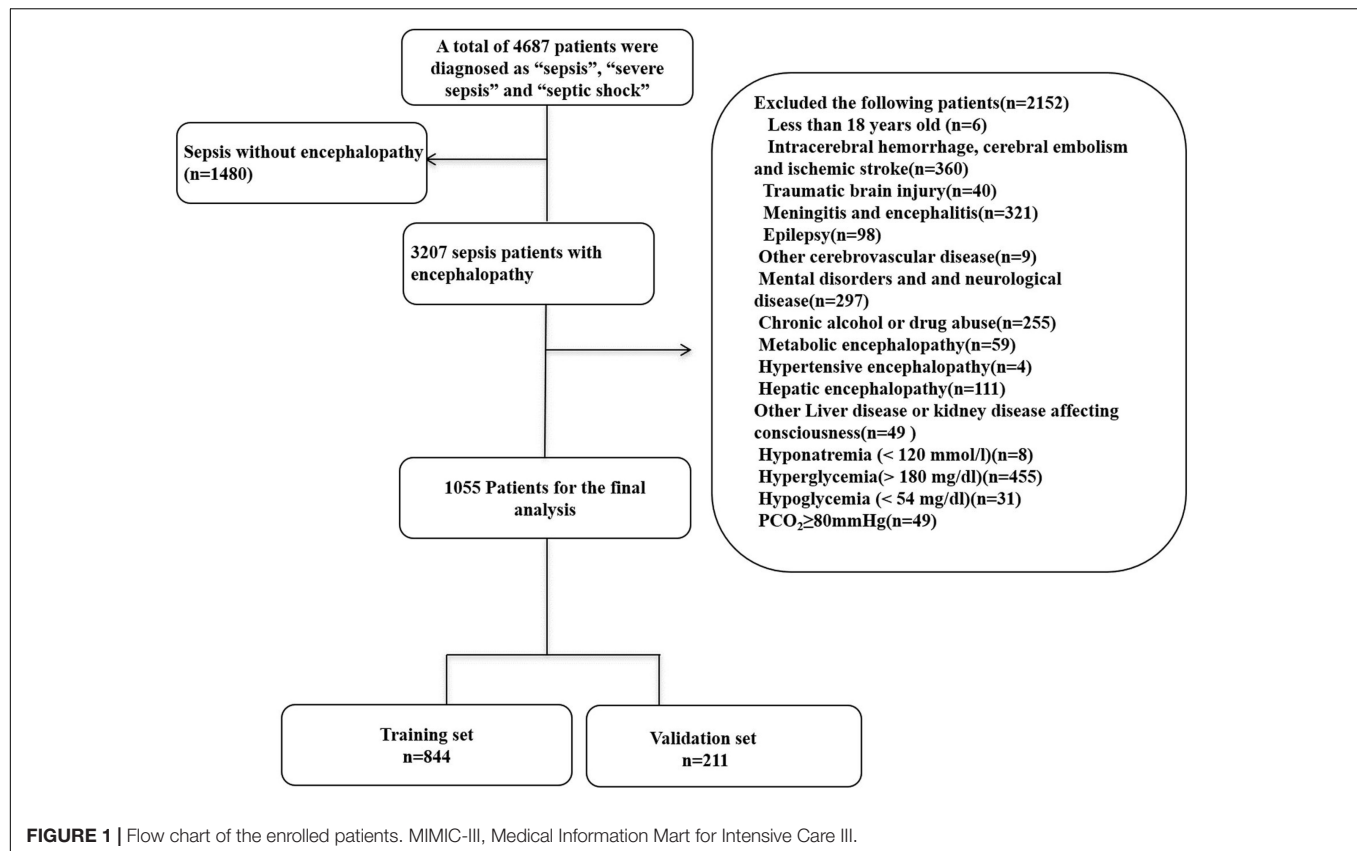 A total of 4687 patients were
diagnosed as “sepsis”, “severe
sepsis” and “septic shock”
Sepsis without encephalopathy
(n=1480)
3207 sepsis patients with
encephalopathy
Excluded the following patients(n=2152)
Less than 18 years old (n=6)
Intracerebral hemorrhage, cerebral embolism
and ischemic stroke(n=360)
Traumatic brain injury(n=40)
Meningitis and encephalitis(n=321)
Epilepsy(n=98)
Other cerebrovascular disease(n=9)
Mental disorders and and neurological
disease(n=297)
Chronic alcohol or drug abuse(n=255)
Metabolic encephalopathy(n=59)
Hypertensive encephalopathy(n=4)
Hepatic encephalopathy(n=111)
Other Liver disease or kidney disease affecting
consciousness(n=49 )
Hyponatremia (< 120 mmol/l)(n=8)
Hyperglycemia(> 180 mg/dl)(n=455)
Hypoglycemia (< 54 mg/dl)(n=31)
PCO₂≥80mmHg(n=49)
1055 Patients for the final
analysis
Training set
n=844
Validation set
n=211
FIGURE 1 | Flow chart of the enrolled patients. MIMIC-III, Medical Information Mart for Intensive Care III.